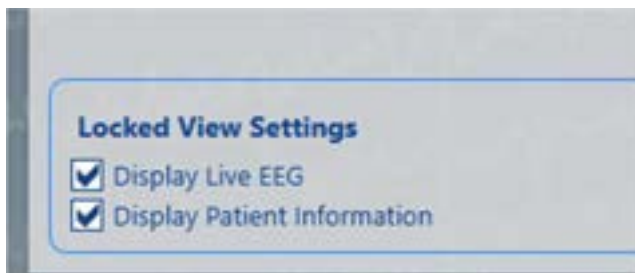 Locked View Settings
Display Live EEG
Display Patient Information